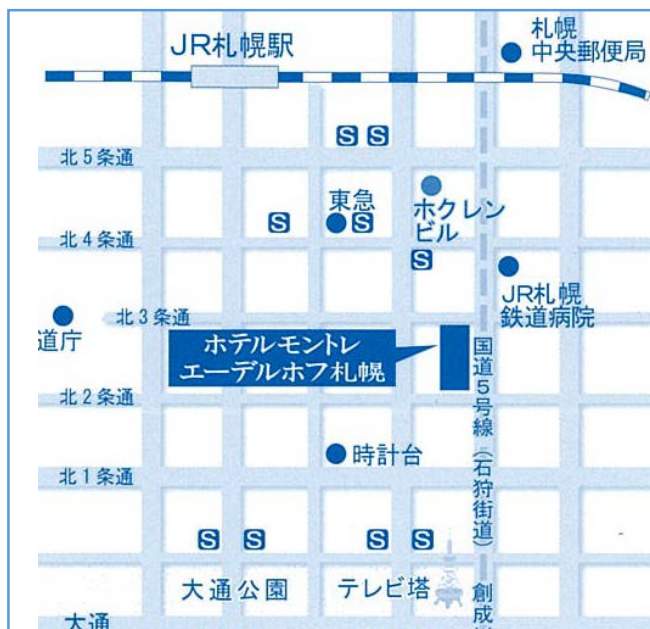 札幌
中央郵便局
JR札幌駅
S S
北5条通
東急
S S
ホクレン
ビル
北4条通
S
JR札幌
鉄道病院
道庁
北3条通
ホテルモントレ
エーデルホフ札幌
国道5号線（石狩街道）
北2条通
時計台
北1条通
S S S S
大通公園
テレビ塔
創成
大通